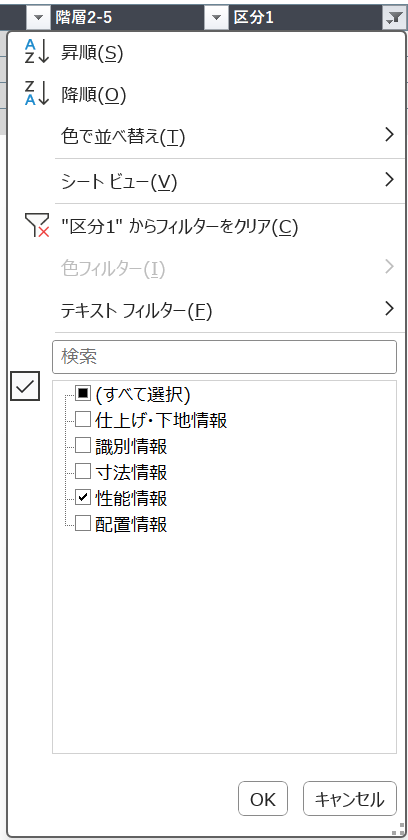 階層2-5 区分1
昇順(S)
降順(O)
色で並べ替え(T)
シート ビュー(V)
"区分1" からフィルターをクリア(C)
色フィルター(I)
テキスト フィルター(F)
検索
(すべて選択)
仕上げ・下地情報
識別情報
寸法情報
性能情報
配置情報
OK キャンセル